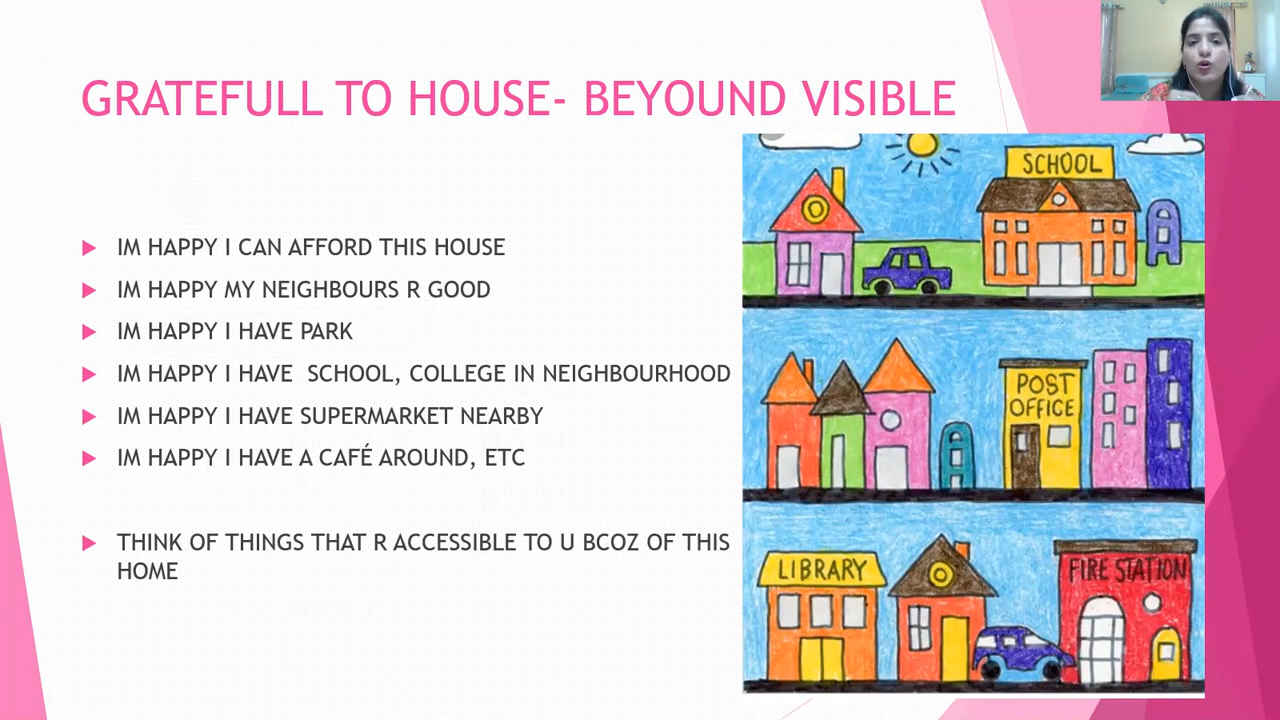 GRATEFULL TO HOUSE- BEYOUND VISIBLE
IM HAPPY I CAN AFFORD THIS HOUSE
IM HAPPY MY NEIGHBOURS R GOOD
IM HAPPY I HAVE PARK
IM HAPPY I HAVE  SCHOOL, COLLEGE IN NEIGHBOURHOOD
IM HAPPY I HAVE SUPERMARKET NEARBY
IM HAPPY I HAVE A CAFÉ AROUND, ETC
THINK OF THINGS THAT R ACCESSIBLE TO U BCOZ OF THIS
HOME
SCHOOL
POST
OFFICE
LIBRARY
FIRE STATION